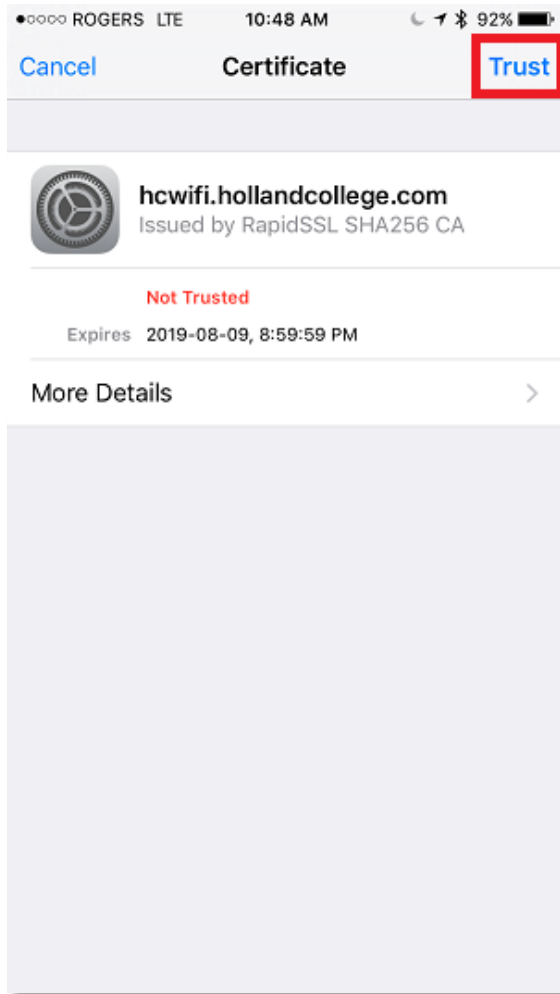 ROGERS LTE 10:48 AM 92%
Cancel Certificate Trust
hcwifi.hollandcollege.com
Issued by RapidSSL SHA256 CA
Not Trusted
Expires 2019-08-09, 8:59:59 PM
More Details